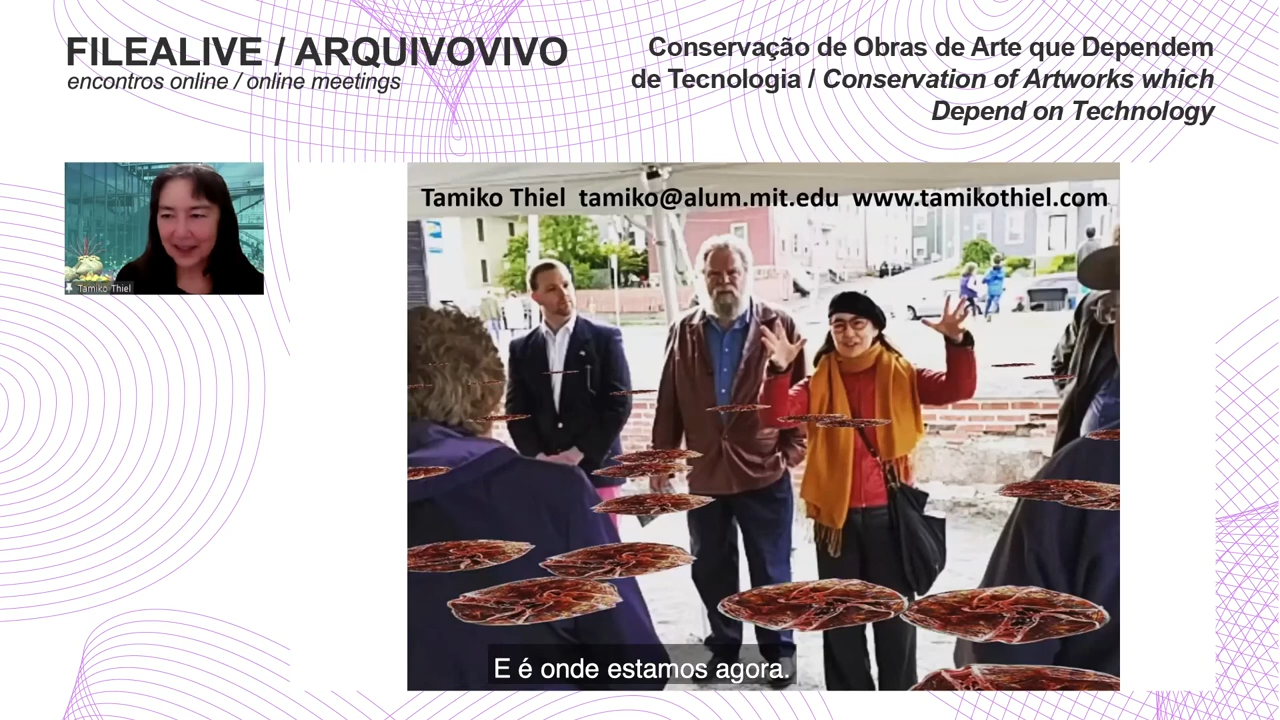 FILEALIVE / ARQUIVOVIVO
encontros online / online meetings
Conservação de Obras de Arte que Dependem
de Tecnologia / Conservation of Artworks which
Depend on Technology
Tamiko Thiel
Tamiko Thiel tamiko@alum.mit.edu www.tamikothiel.com
E é onde estamos agora.